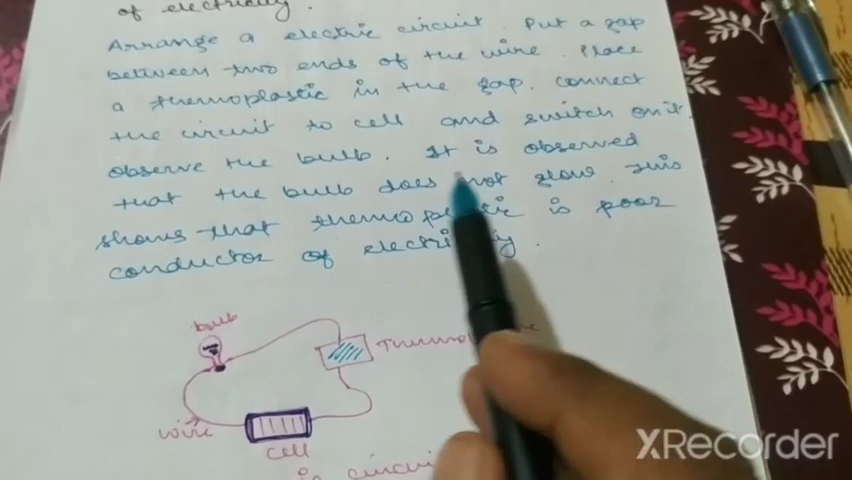 of electricity.
Arrange a electric circuit. Put a gap
between two ends of the wire. Place
a thermoplastic in the gap. Connect
the circuit to cell and switch on it.
observe the bulb. It is observed
that the bulb does not glow. This
shows that thermoplastic is poor
conductor of electricity.
bulb
wire
cell
is circuit
XRecorder